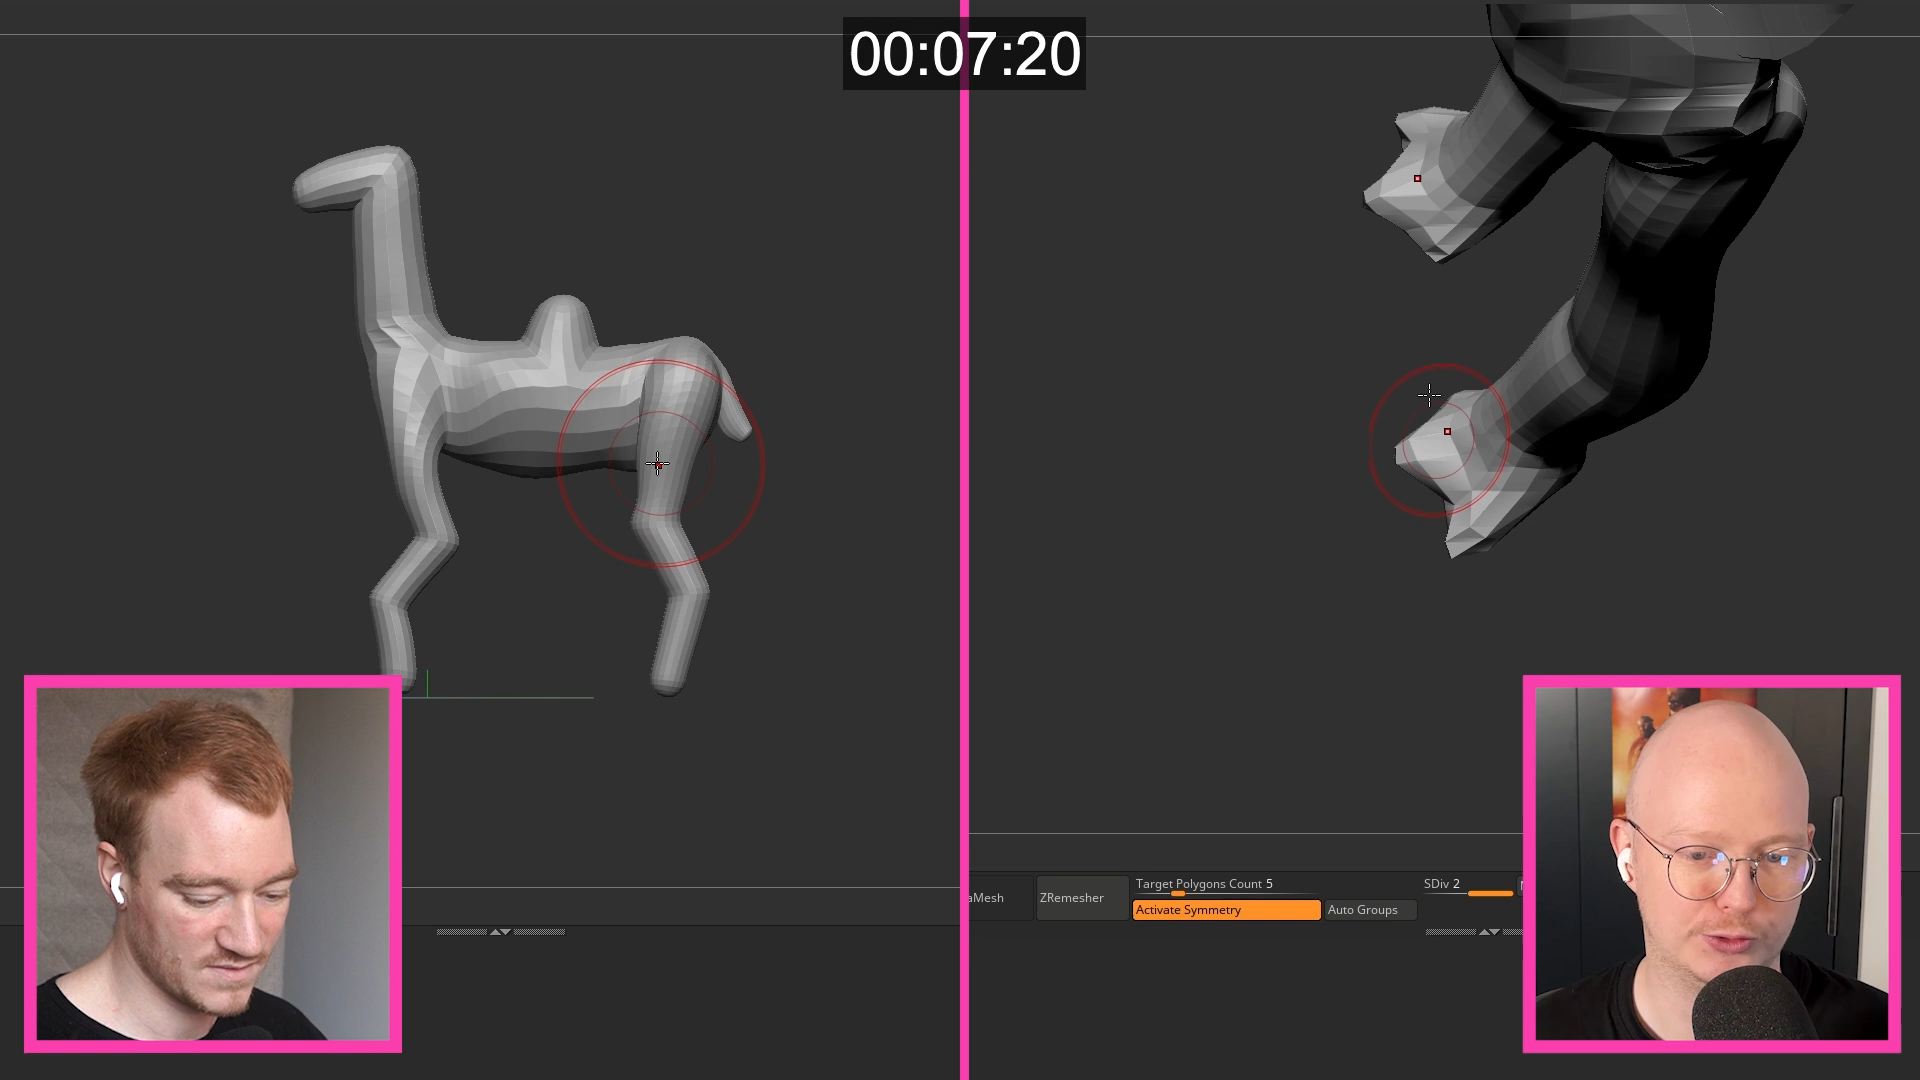 00:07:20
aMesh
ZRemesher
Target Polygons Count 5
Activate Symmetry
Auto Groups
SDiv 2